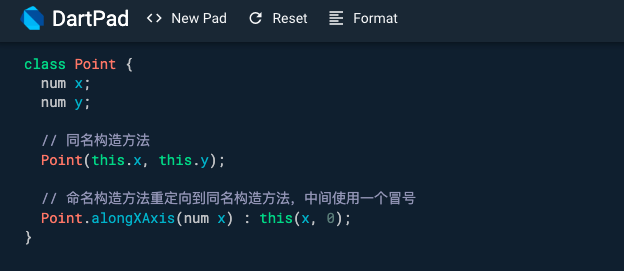 DartPad <> New Pad Reset Format
class Point {
  num x;
  num y;

  // 同名构造方法
  Point(this.x, this.y);

  // 命名构造方法重定向到同名构造方法，中间使用一个冒号
  Point.alongXAxis(num x) : this(x, 0);
}